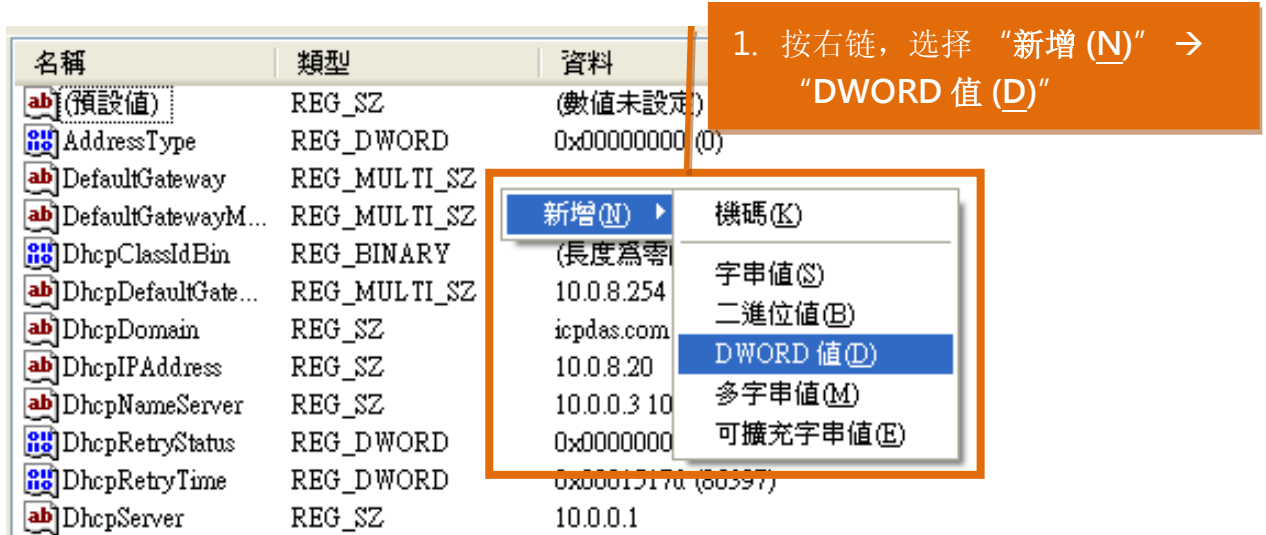 1. 按右链，选择 “新增 (N)” →
“DWORD 值 (D)”
名稱 類型 資料
(預設值) REG_SZ (數值未設定)
AddressType REG_DWORD 0x00000000 (0)
DefaultGateway REG_MULTI_SZ
DefaultGatewayM... REG_MULTI_SZ
DhcpClassIdBin REG_BINARY (長度為零
DhcpDefaultGate... REG_MULTI_SZ 10.0.8.254
DhcpDomain REG_SZ icpdas.com
DhcpIPAddress REG_SZ 10.0.8.20
DhcpNameServer REG_SZ 10.0.0.3 10
DhcpRetryStatus REG_DWORD 0x0000000
DhcpRetryTime REG_DWORD
DhcpServer REG_SZ 10.0.0.1
新增(N)
機碼(K)
字串值(S)
二進位值(B)
DWORD 值(D)
多字串值(M)
可擴充字串值(E)